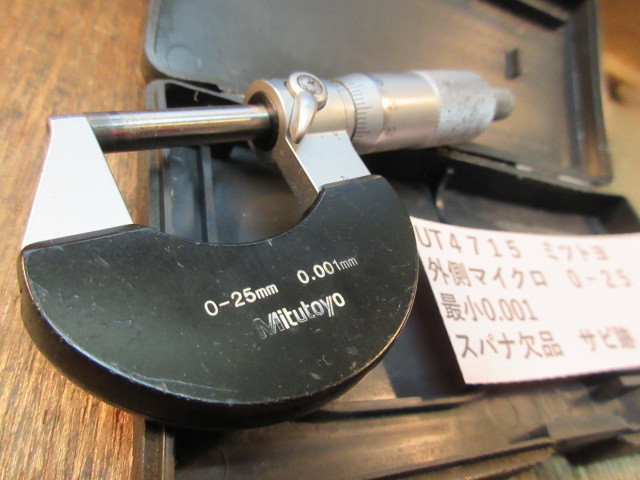 0-25mm 0.001mm
Mitutoyo
UT4715 ミツトヨ
外側マイクロ 0-25
最小0.001
スパナ欠品 サビ跡